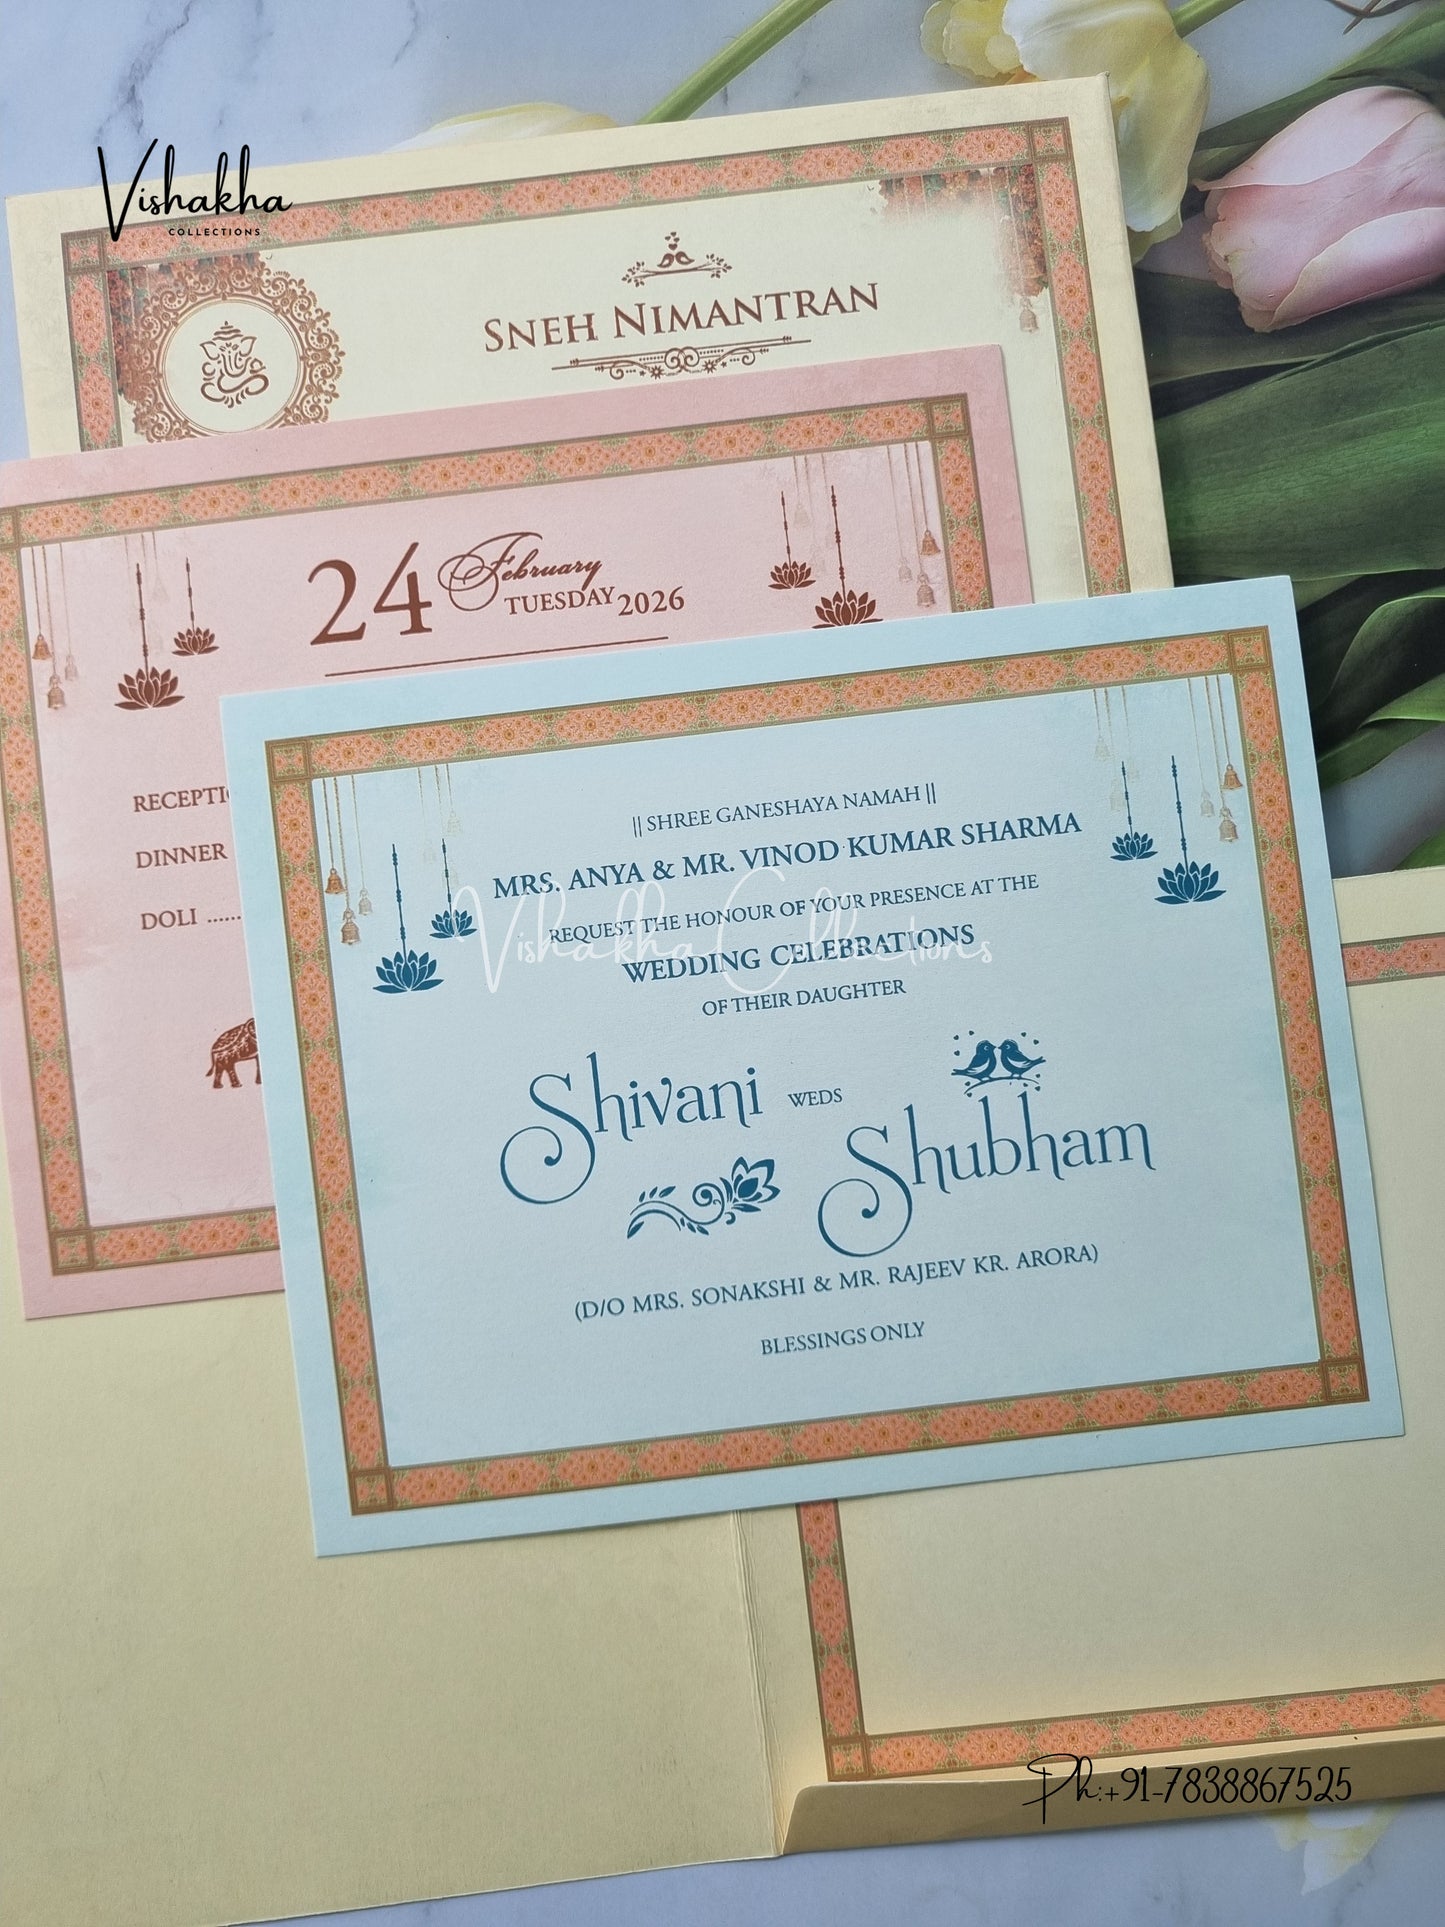 Vishakha
COLLECTIONS
SNEH NIMANTRAN
24 February
TUESDAY 2026
DINNER
DOLI ......
|| SHREE GANESHAYA NAMAH ||
MRS. ANYA & MR. VINOD KUMAR SHARMA
REQUEST THE HONOUR OF YOUR PRESENCE AT THE
WEDDING CELEBRATIONS
OF THEIR DAUGHTER
Vishakha Collections
Shivani WEDS
Shubham
(D/O MRS. SONAKSHI & MR. RAJEEV KR. ARORA)
BLESSINGS ONLY
Ph:+91-7838867525